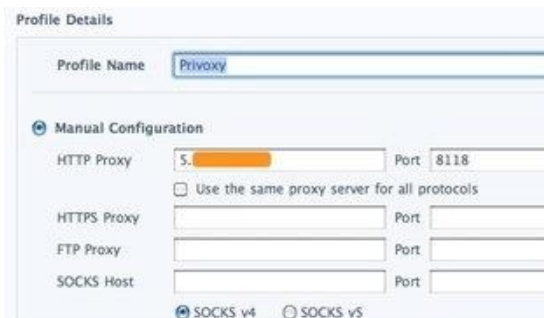 Profile Details
Profile Name Privoxy
Manual Configuration
HTTP Proxy 5. Port 8118
Use the same proxy server for all protocols
HTTPS Proxy Port
FTP Proxy Port
SOCKS Host Port
SOCKS v4 SOCKS v5